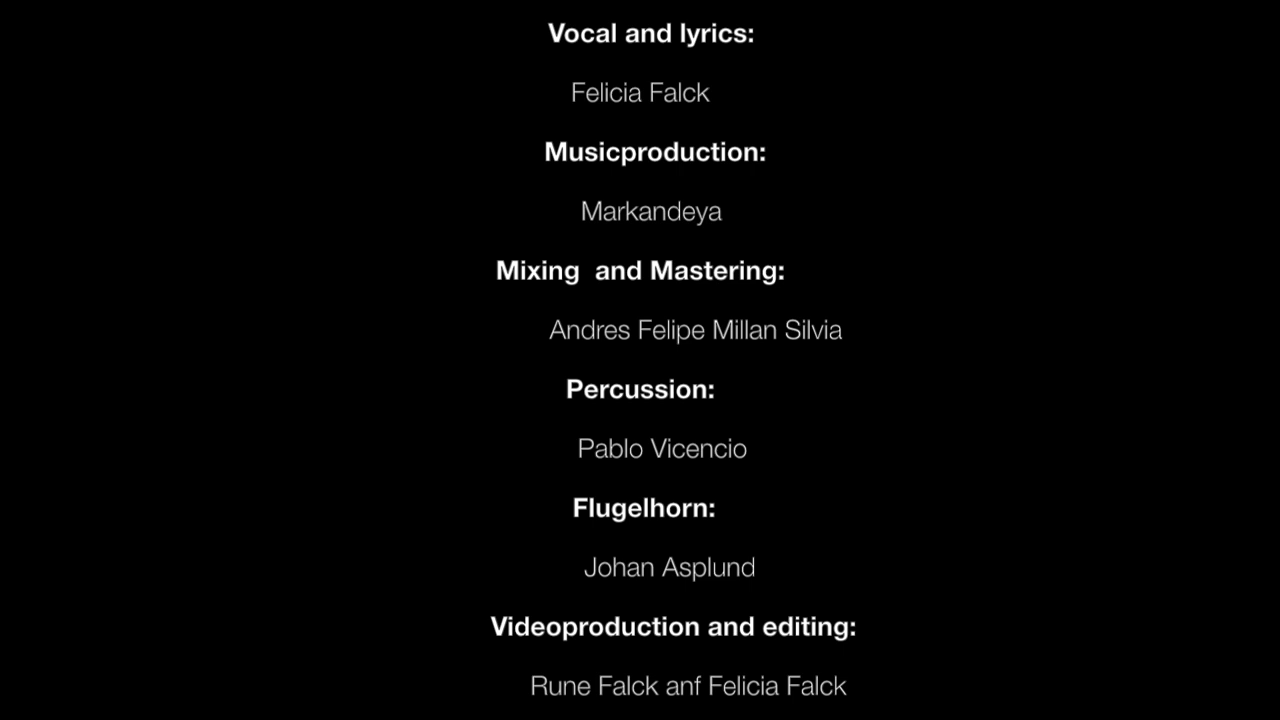 Vocal and lyrics:
Felicia Falck
Musicproduction:
Markandeya
Mixing  and Mastering:
Andres Felipe Millan Silvia
Percussion:
Pablo Vicencio
Flugelhorn:
Johan Asplund
Videoproduction and editing:
Rune Falck anf Felicia Falck